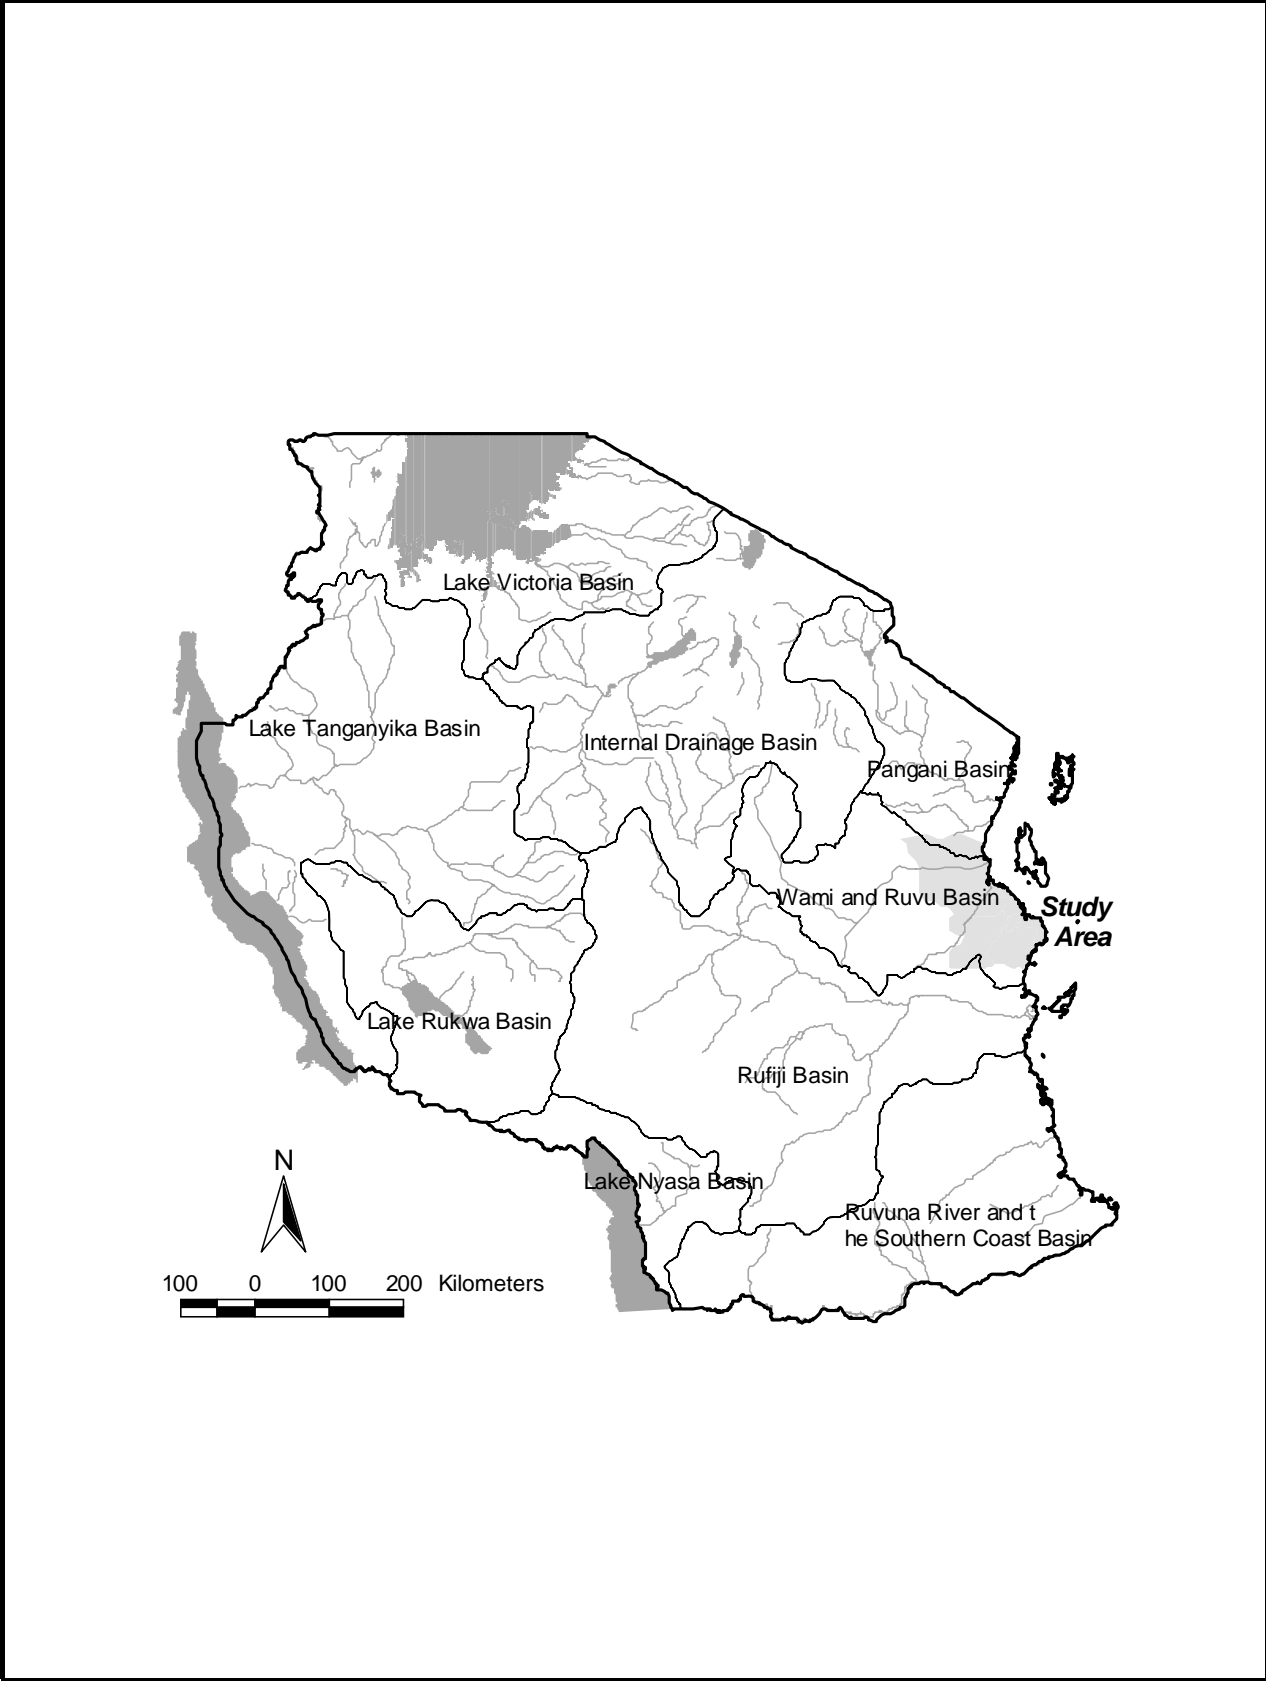 Lake Victoria Basin
Lake Tanganyika Basin
Internal Drainage Basin
Pangani Basin
Wami and Ruvu Basin
Study
Area
Lake Rukwa Basin
Rufiji Basin
N
Lake Nyasa Basin
Ruvuna River and t
he Southern Coast Basin
100 0 100 200 Kilometers